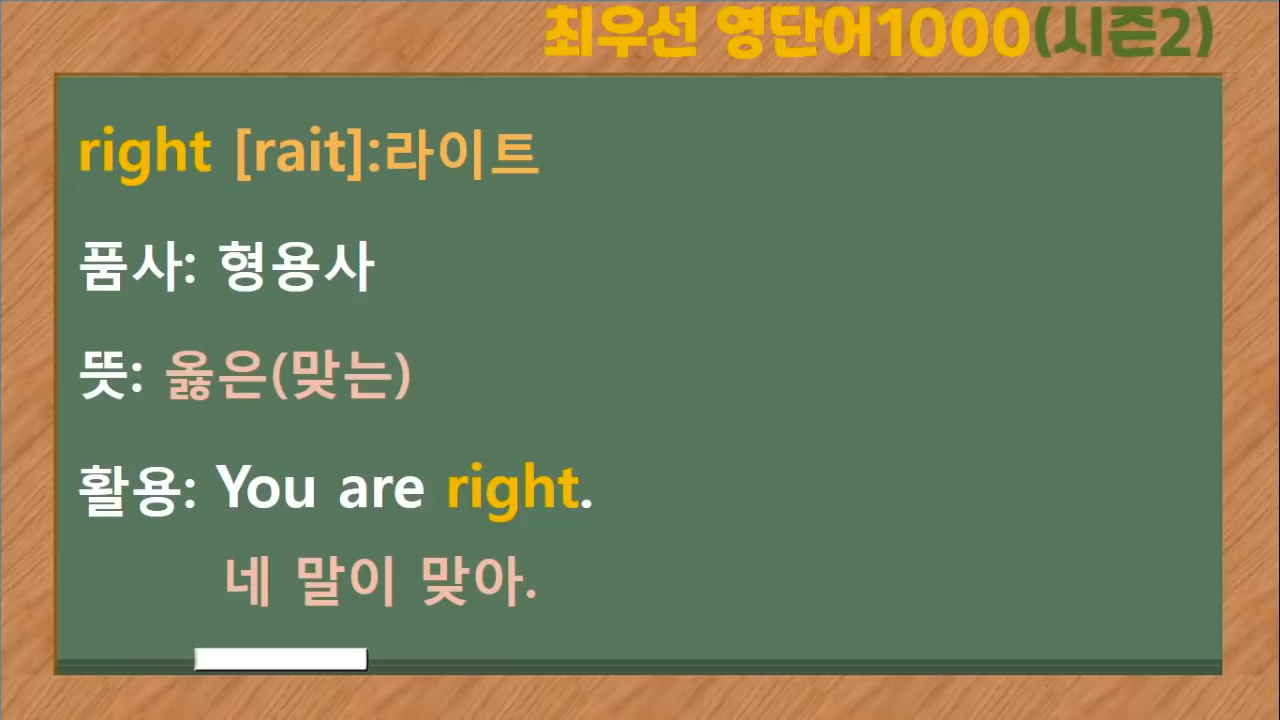 최우선 영단어1000(시즌2)
right [rait]:라이트
품사: 형용사
뜻: 옳은(맞는)
활용: You are right.
네 말이 맞아.